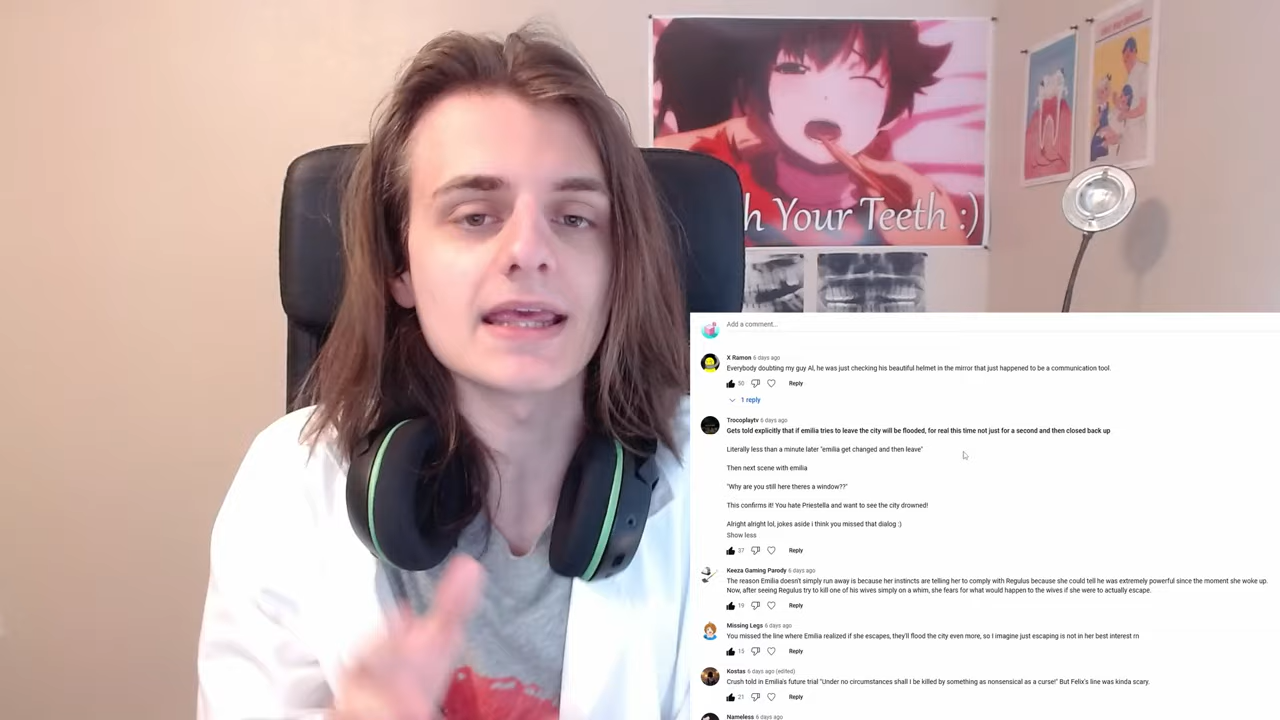 h Your Teeth :)
Add a comment...
X Ramon 6 days ago
Everybody doubting my guy Al, he was just checking his beautiful helmet in the mirror that just happened to be a communication tool.
50 Reply
1 reply
Trocoplaytv 6 days ago
Gets told explicitly that if emilia tries to leave the city will be flooded, for real this time not just for a second and then closed back up
Literally less than a minute later "emilia get changed and then leave"
Then next scene with emilia
"Why are you still here theres a window??"
This confirms it! You hate Priestella and want to see the city drowned!
Alright alright lol, jokes aside i think you missed that dialog :)
Show less
37 Reply
Keeza Gaming Parody 6 days ago
The reason Emilia doesn't simply run away is because her instincts are telling her to comply with Regulus because she could tell he was extremely powerful since the moment she woke up.
Now, after seeing Regulus try to kill one of his wives simply on a whim, she fears for what would happen to the wives if she were to actually escape.
19 Reply
Missing Legs 6 days ago
You missed the line where Emilia realized if she escapes, they'll flood the city even more, so I imagine just escaping is not in her best interest rn
15 Reply
Kostas 6 days ago (edited)
Crush told in Emilia's future trial "Under no circumstances shall I be killed by something as nonsensical as a curse!" But Felix's line was kinda scary.
21 Reply
Nameless 6 days ago